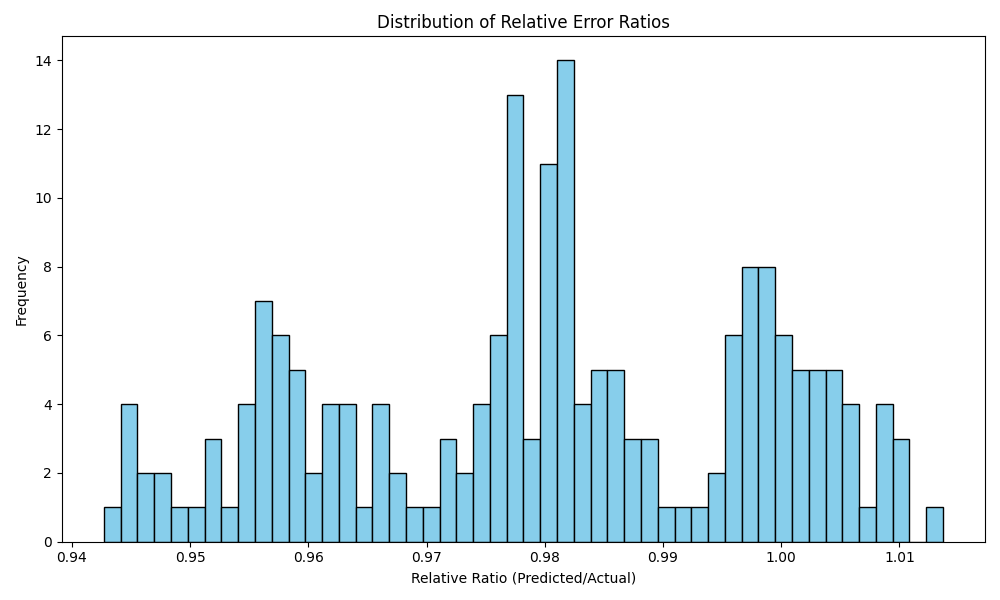 Distribution of Relative Error Ratios
14
12
10
8
6
4
2
0
Frequency
0.94 0.95 0.96 0.97 0.98 0.99 1.00 1.01
Relative Ratio (Predicted/Actual)